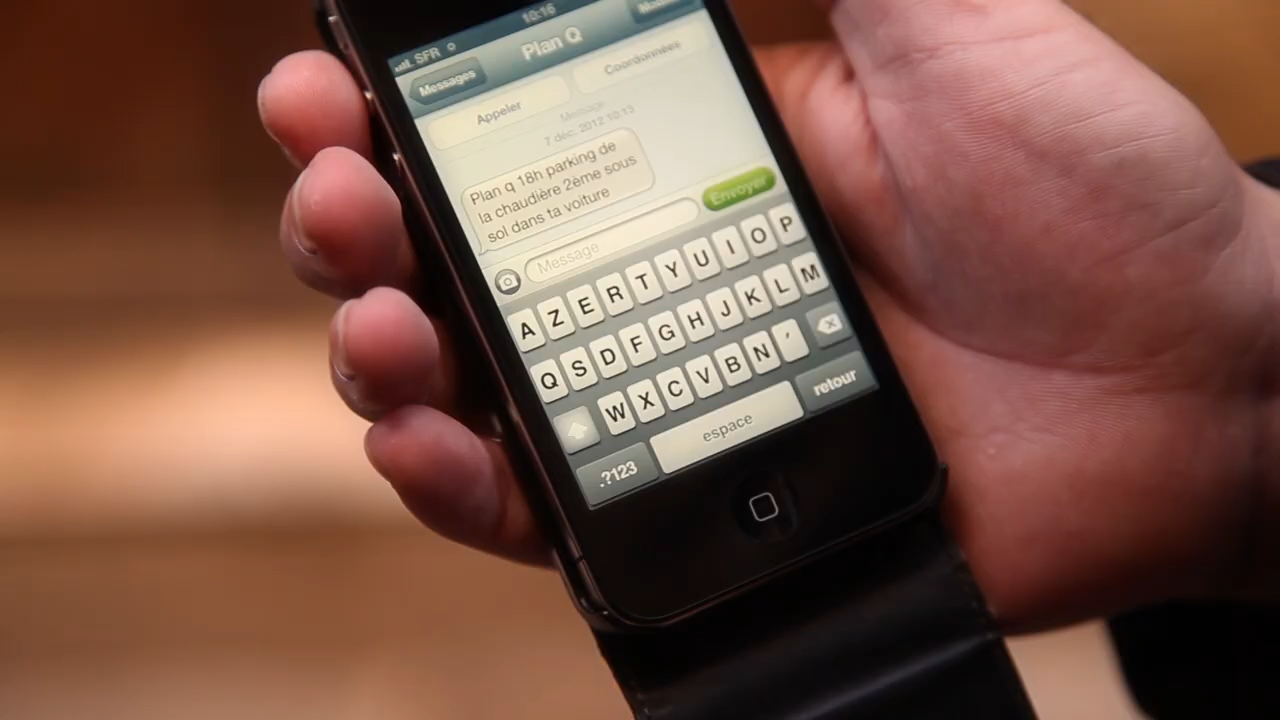 SFR 10:16
Messages Plan Q
Appeler Coordonnées
Message
7 déc. 2012 10:13
Plan q 18h parking de
la chaudière 2ème sous
sol dans ta voiture
Message Envoyer
A Z E R T Y U I O P
Q S D F G H J K L M
W X C V B N '
.?123 espace retour